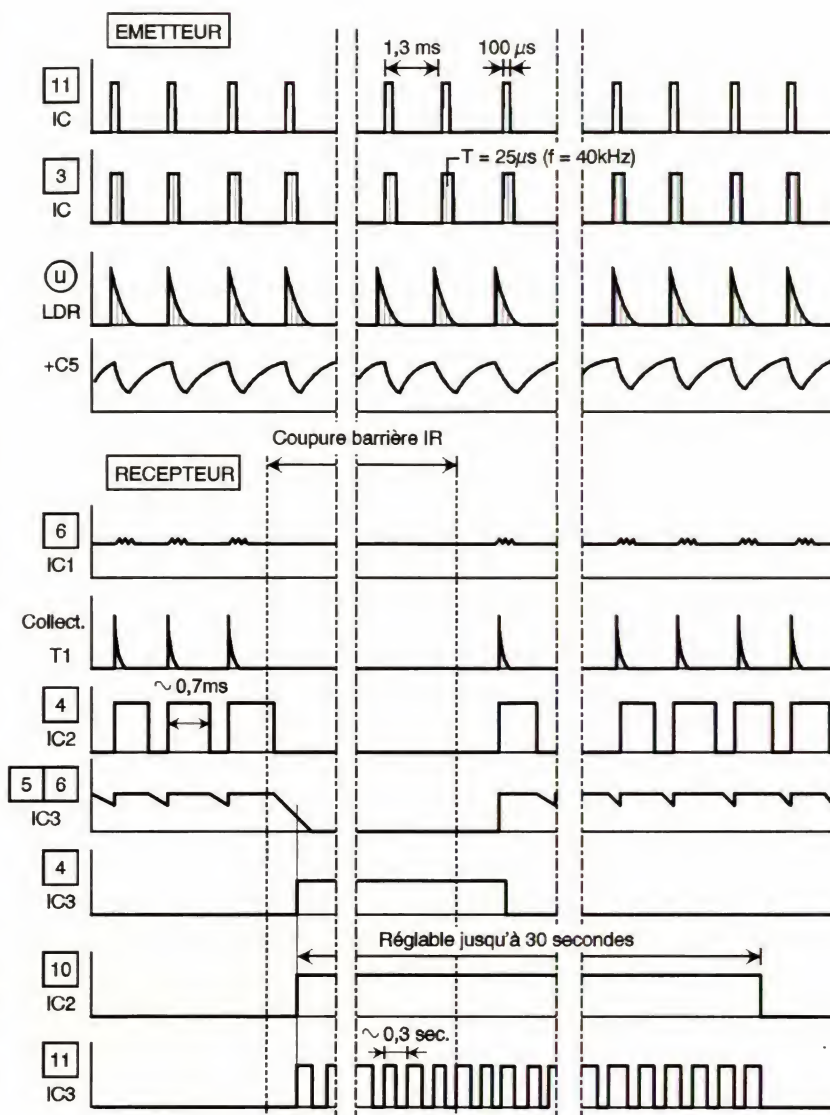 EMETTEUR
1,3 ms
100 µs
11
IC
3
IC
T = 25µs (f = 40kHz)
u
LDR
+C5
Coupure barrière IR
RECEPTEUR
6
IC1
Collect.
T1
4
IC2
~ 0,7ms
5 6
IC3
4
IC3
Réglable jusqu'à 30 secondes
10
IC2
~ 0,3 sec.
11
IC3